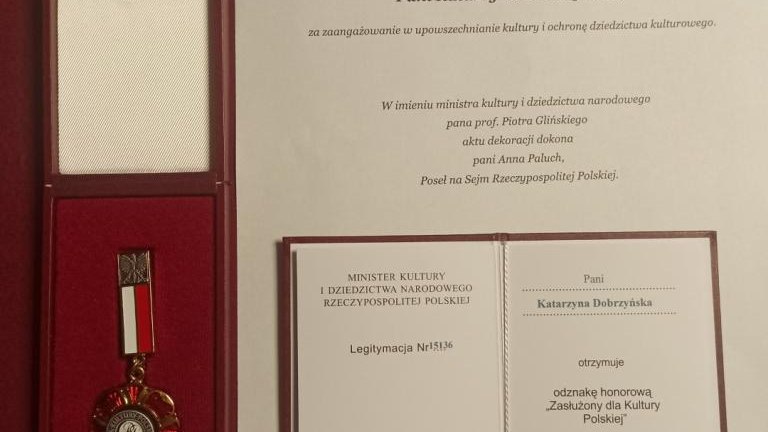 za zaangażowanie w upowszechnianie kultury i ochronę dziedzictwa kulturowego.
W imieniu ministra kultury i dziedzictwa narodowego
pana prof. Piotra Glińskiego
aktu dekoracji dokona
pani Anna Paluch,
Poseł na Sejm Rzeczypospolitej Polskiej.
MINISTER KULTURY
I DZIEDZICTWA NARODOWEGO
RZECZYPOSPOLITEJ POLSKIEJ
Legitymacja Nr 15136
Pani
Katarzyna Dobrzyńska
otrzymuje
odznakę honorową
„Zasłużony dla Kultury
Polskiej"